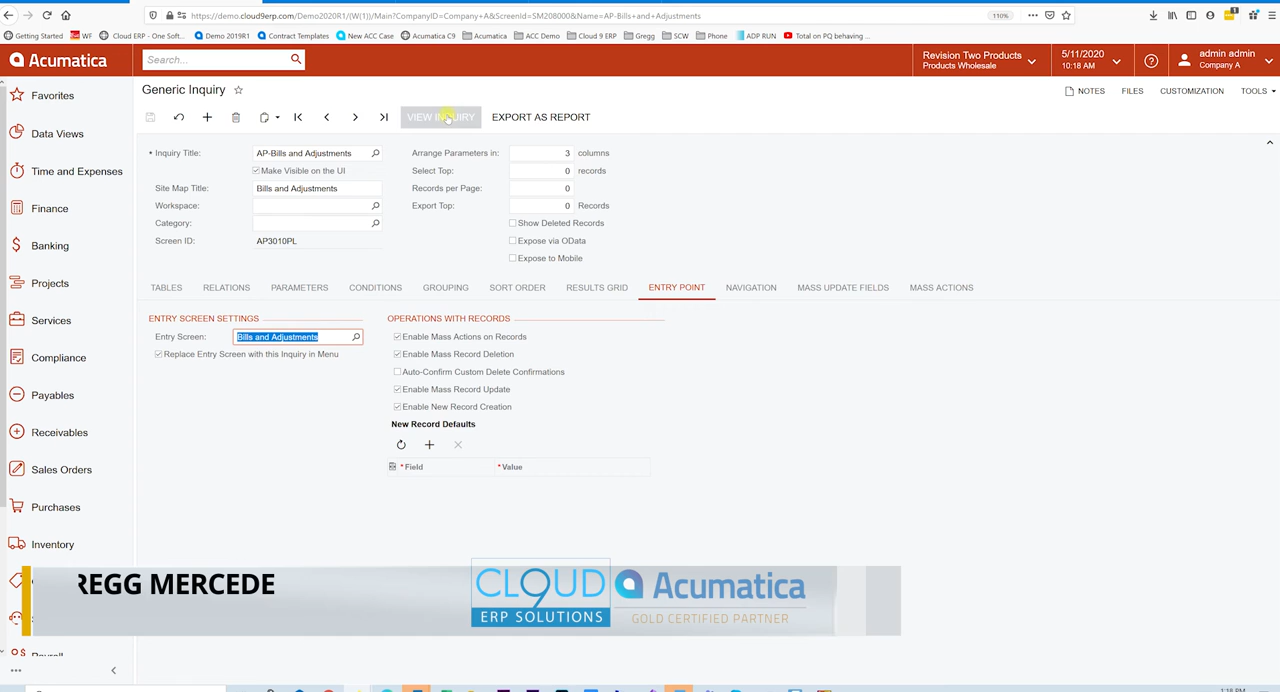 https://demo.cloud9erp.com/Demo2020R1/(W(1))/Main?CompanyID=Company A&ScreenId=SM208000&Name=AP-Bills+and+Adjustments
110%
Getting Started WF Cloud ERP - One Soft... Demo 2019R1 Contract Templates New ACC Case Acumatica C9 Acumatica ACC Demo Cloud 9 ERP Gregg SCW Phone ADP RUN Total on PQ behaving ...
Acumatica
Search...
Revision Two Products
Products Wholesale
5/11/2020
10:18 AM
admin admin
Company A
Generic Inquiry
NOTES FILES CUSTOMIZATION TOOLS
VIEW INQUIRY EXPORT AS REPORT
Favorites
Data Views
Time and Expenses
Finance
Banking
Projects
Services
Compliance
Payables
Receivables
Sales Orders
Purchases
Inventory
Payroll
* Inquiry Title: AP-Bills and Adjustments
Make Visible on the UI
Site Map Title: Bills and Adjustments
Workspace:
Category:
Screen ID: AP3010PL
Arrange Parameters in: 3 columns
Select Top: 0 records
Records per Page: 0
Export Top: 0 Records
Show Deleted Records
Expose via OData
Expose to Mobile
TABLES RELATIONS PARAMETERS CONDITIONS GROUPING SORT ORDER RESULTS GRID ENTRY POINT NAVIGATION MASS UPDATE FIELDS MASS ACTIONS
ENTRY SCREEN SETTINGS
Entry Screen: Bills and Adjustments
Replace Entry Screen with this Inquiry in Menu
OPERATIONS WITH RECORDS
Enable Mass Actions on Records
Enable Mass Record Deletion
Auto-Confirm Custom Delete Confirmations
Enable Mass Record Update
Enable New Record Creation
New Record Defaults
* Field * Value
REGG MERCEDE
CLOUD9
ERP SOLUTIONS
Acumatica
GOLD CERTIFIED PARTNER
1:18 PM